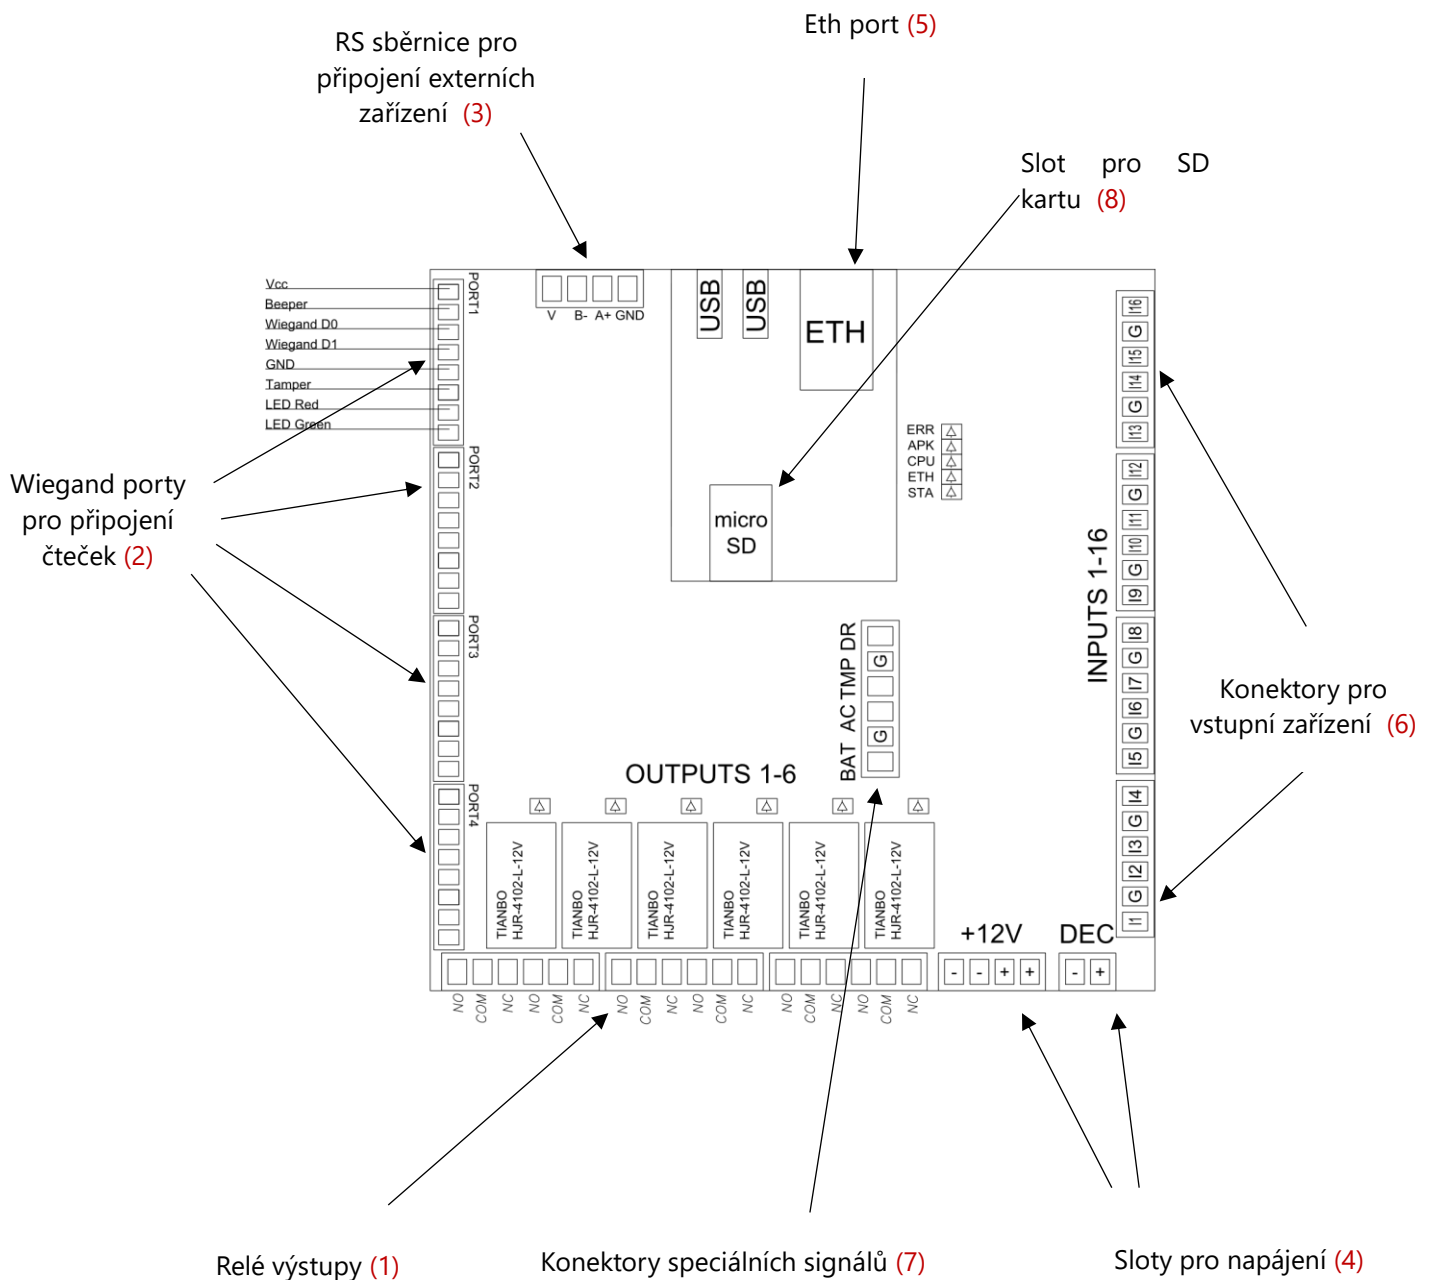 Eth port (5)
RS sběrnice pro
připojení externích
zařízení (3)
Slot pro SD
kartu (8)
Vcc
Beeper
Wiegand D0
Wiegand D1
GND
Tamper
LED Red
LED Green
PORT1
PORT2
PORT3
PORT4
V B- A+ GND
USB
USB
ETH
micro
SD
ERR
APK
CPU
ETH
STA
I16
G
I15
I14
G
I13
I12
G
I11
I10
G
I9
I8
G
I7
I6
G
I5
I4
G
I3
I2
G
I1
INPUTS 1-16
Wiegand porty
pro připojení
čteček (2)
Konektory pro
vstupní zařízení (6)
BAT AC TMP DR
G
G
OUTPUTS 1-6
TIANBO
HJR-4102-L-12V
TIANBO
HJR-4102-L-12V
TIANBO
HJR-4102-L-12V
TIANBO
HJR-4102-L-12V
TIANBO
HJR-4102-L-12V
TIANBO
HJR-4102-L-12V
+12V
DEC
- - + +
- +
NO COM NC NO COM NC
NO COM NC NO COM NC
NO COM NC NO COM NC
Relé výstupy (1)
Konektory speciálních signálů (7)
Sloty pro napájení (4)